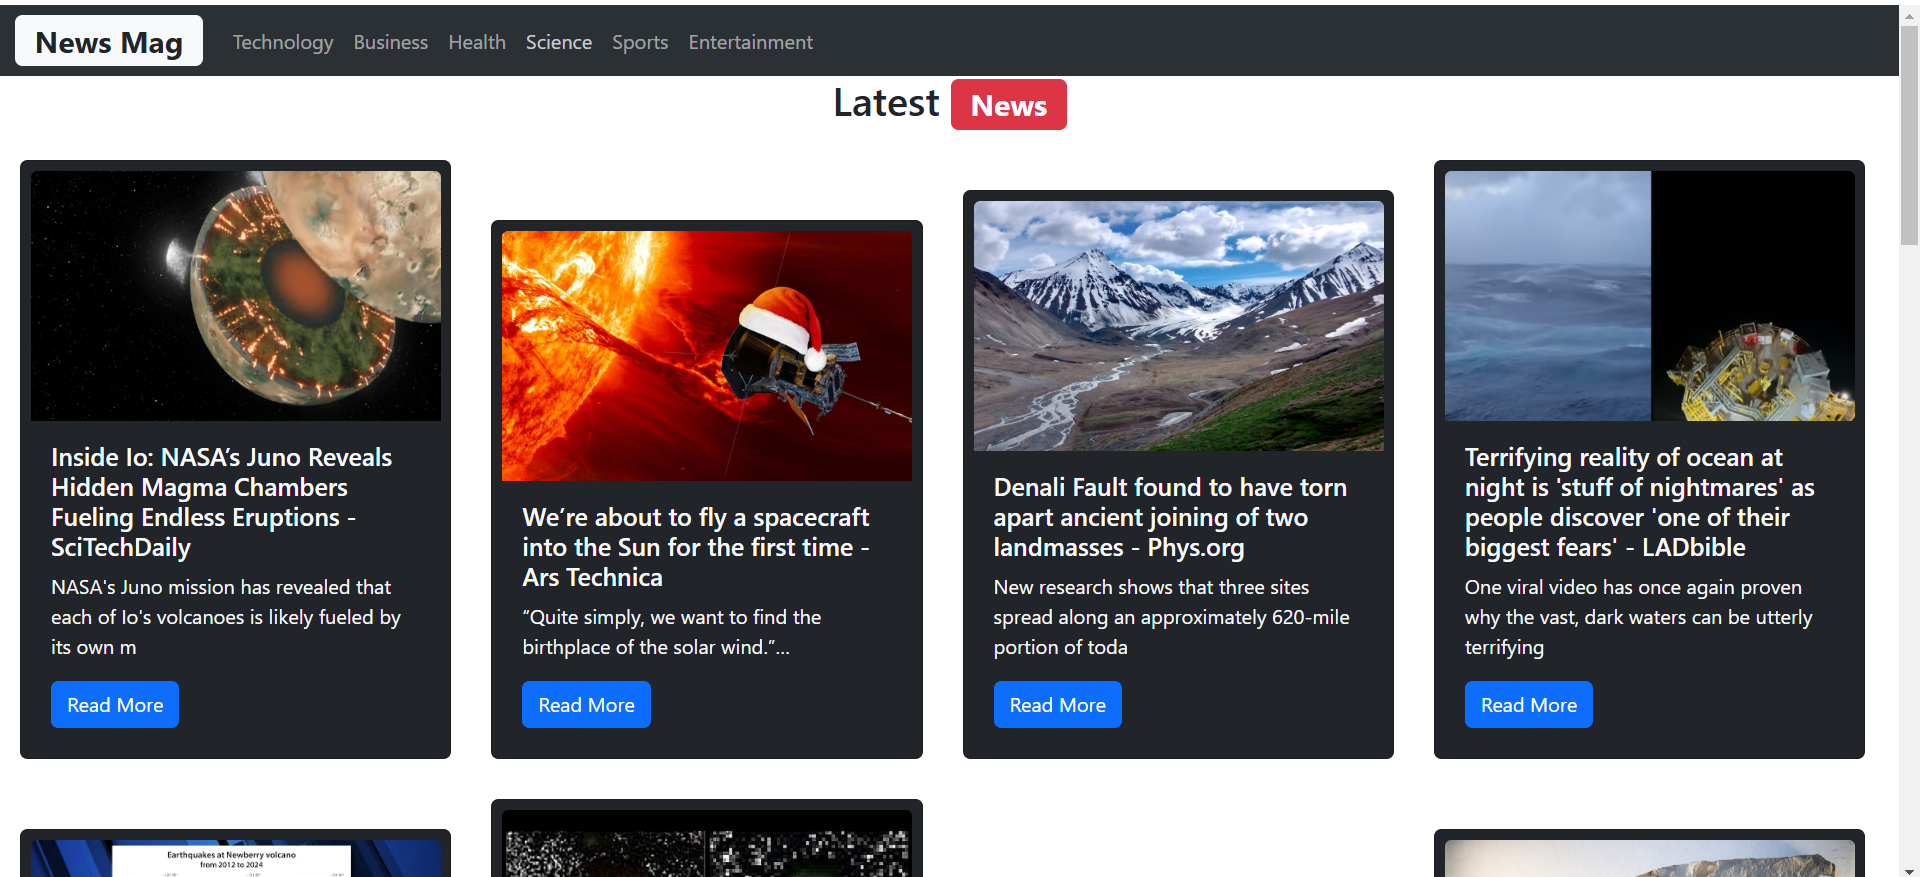 News Mag
Technology Business Health Science Sports Entertainment
Latest News
Inside Io: NASA’s Juno Reveals
Hidden Magma Chambers
Fueling Endless Eruptions -
SciTechDaily
NASA's Juno mission has revealed that
each of Io's volcanoes is likely fueled by
its own m
Read More
We’re about to fly a spacecraft
into the Sun for the first time -
Ars Technica
“Quite simply, we want to find the
birthplace of the solar wind.”...
Read More
Denali Fault found to have torn
apart ancient joining of two
landmasses - Phys.org
New research shows that three sites
spread along an approximately 620-mile
portion of toda
Read More
Terrifying reality of ocean at
night is 'stuff of nightmares' as
people discover 'one of their
biggest fears' - LADbible
One viral video has once again proven
why the vast, dark waters can be utterly
terrifying
Read More
Earthquakes at Newberry volcano
from 2012 to 2024